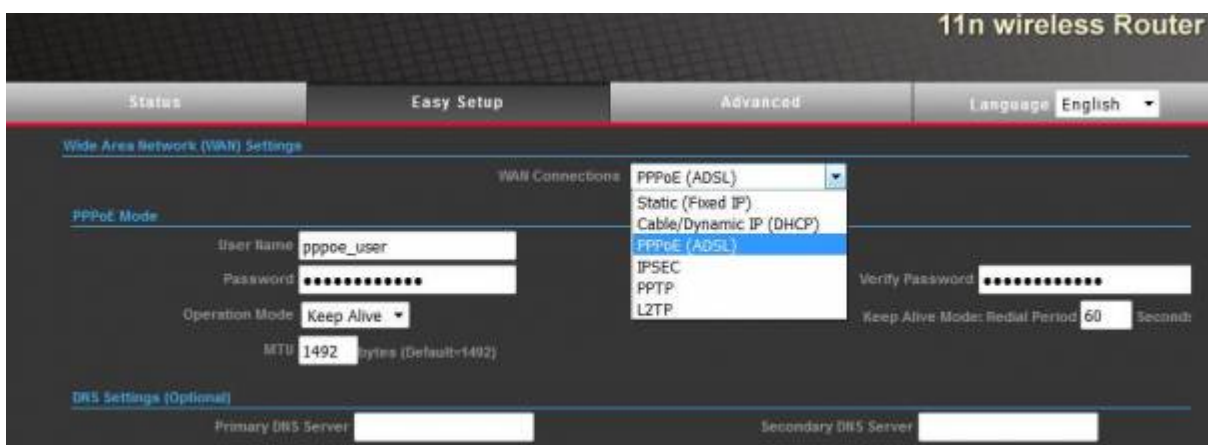 11n wireless Router
Status Easy Setup Advanced Language English
Wide Area Network (WAN) Settings
WAN Connections PPPoE (ADSL)
Static (Fixed IP)
Cable/Dynamic IP (DHCP)
PPPoE (ADSL)
IPSEC
PPTP
L2TP
PPPoE Mode
User Name pppoe_user
Password ●●●●●●●●●●●● Verify Password ●●●●●●●●●●●●
Operation Mode Keep Alive Keep Alive Mode: Redial Period 60 Seconds
MTU 1492 bytes (Default=1492)
DNS Settings (Optional)
Primary DNS Server Secondary DNS Server